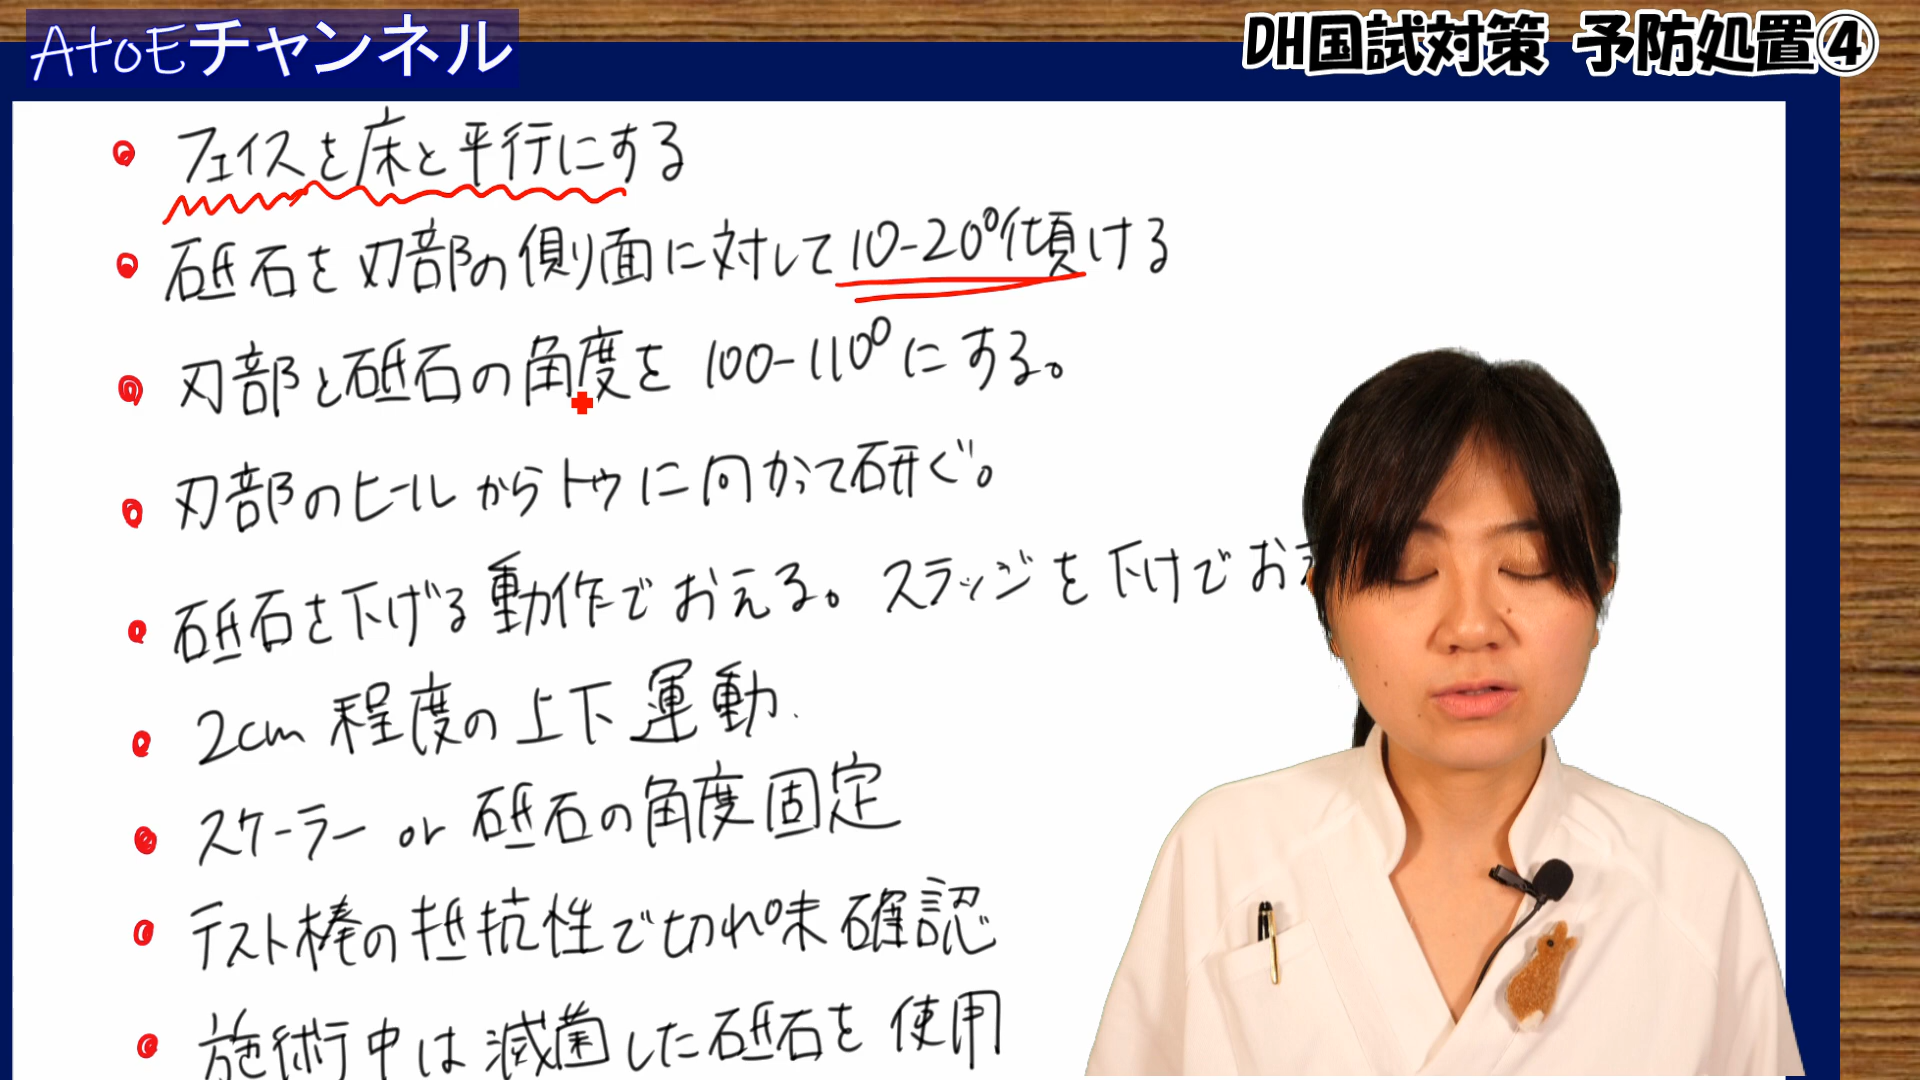 AtoEチャンネル
DH国試対策 予防処置④
フェイスを床と平行にする
砥石を刃部の側面に対して10-20°傾ける
刃部と砥石の角度を100-110°にする。
刃部のヒールからトゥに向かって研ぐ。
砥石を下げる動作でおえる。スラッジを下げでお
2cm程度の上下運動.
スケーラー or 砥石の角度固定
テスト棒の抵抗性で切れ味確認
施術中は滅菌した砥石を使用